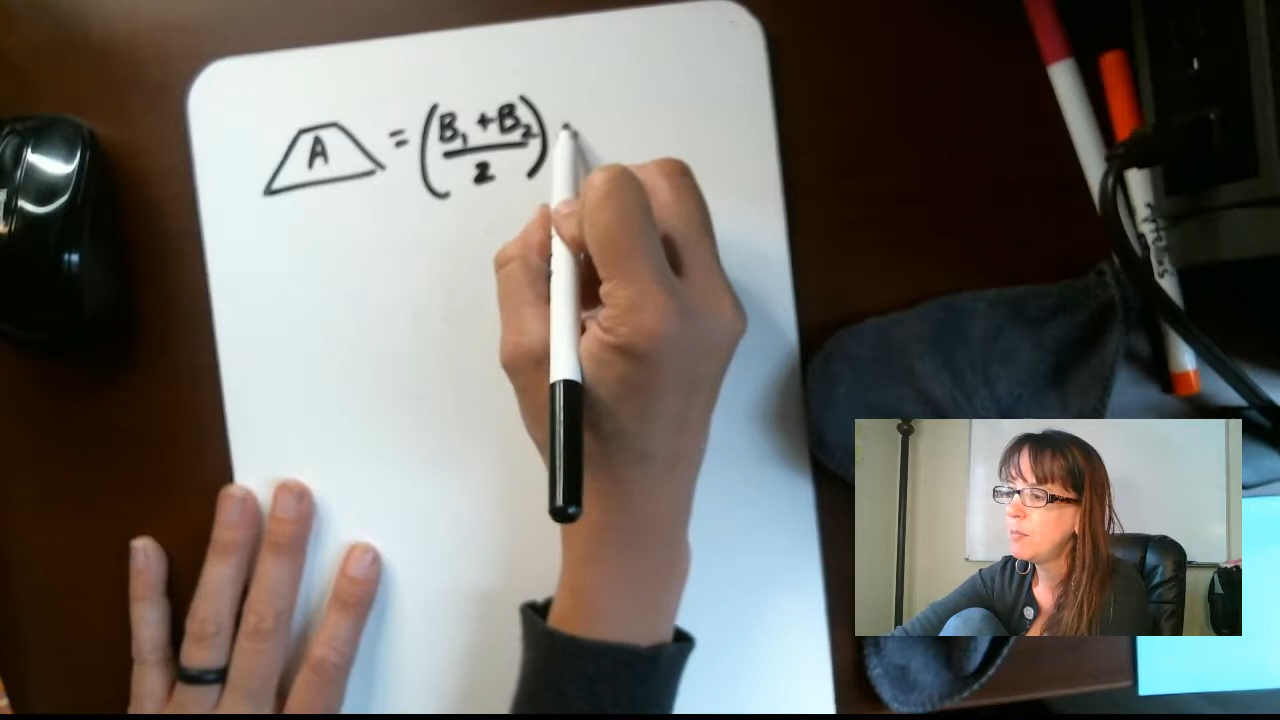 A = (B₁ + B₂ / 2) ·